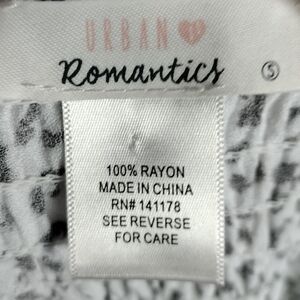 URBAN
Romantics S
100% RAYON
MADE IN CHINA
RN# 141178
SEE REVERSE
FOR CARE